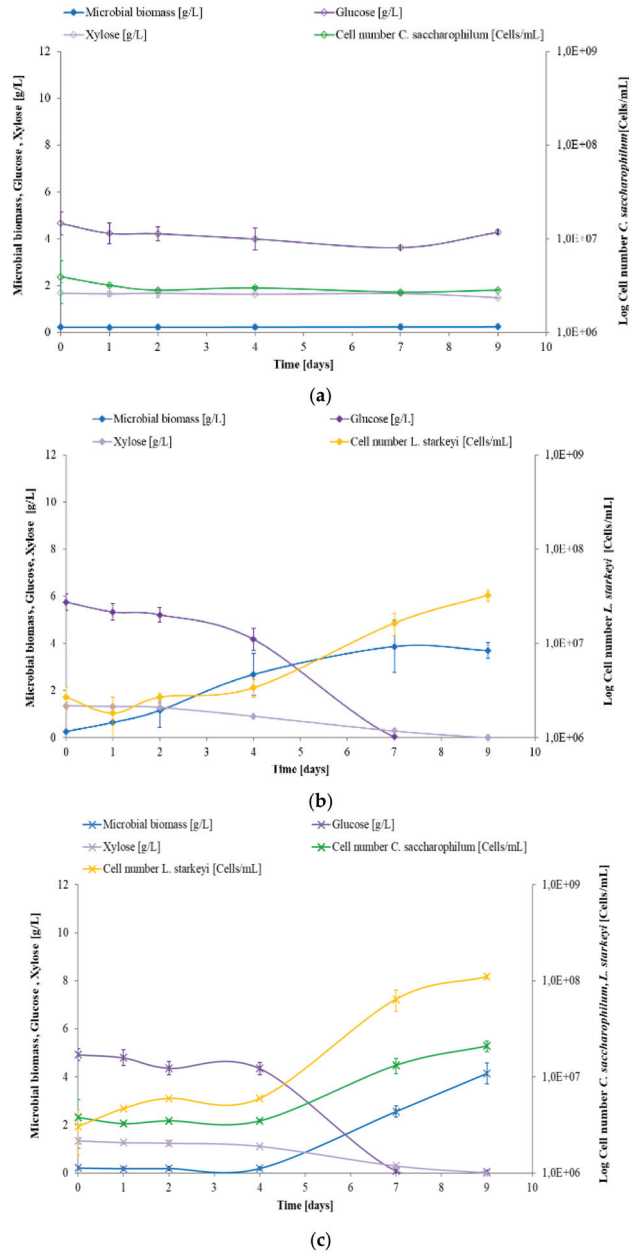 Microbial biomass [g/L] Glucose [g/L]
Xylose [g/L] Cell number C. saccharophilum [Cells/mL]
Microbial biomass, Glucose , Xylose [g/L]
12
10
8
6
4
2
0
1,0E+09
1,0E+08
1,0E+07
1,0E+06
Log Cell number C. saccharophilum[Cells/mL]
0 1 2 3 4 5 6 7 8 9 10
Time [days]
(a)
Microbial biomass [g/L] Glucose [g/L]
Xylose [g/L] Cell number L. starkeyi [Cells/mL]
Microbial biomass, Glucose, Xylose [g/L]
12
10
8
6
4
2
0
1,0E+09
1,0E+08
1,0E+07
1,0E+06
Log Cell number L. starkeyi [Cells/mL]
0 1 2 3 4 5 6 7 8 9 10
Time [days]
(b)
Microbial biomass [g/L] Glucose [g/L]
Xylose [g/L] Cell number C. saccharophilum [Cells/mL]
Cell number L. starkeyi [Cells/mL]
Microbial biomass, Glucose , Xylose [g/L]
12
10
8
6
4
2
0
1,0E+09
1,0E+08
1,0E+07
1,0E+06
Log Cell number C. saccharophilum, L. starkeyi [Cells/mL]
0 1 2 3 4 5 6 7 8 9 10
Time [days]
(c)